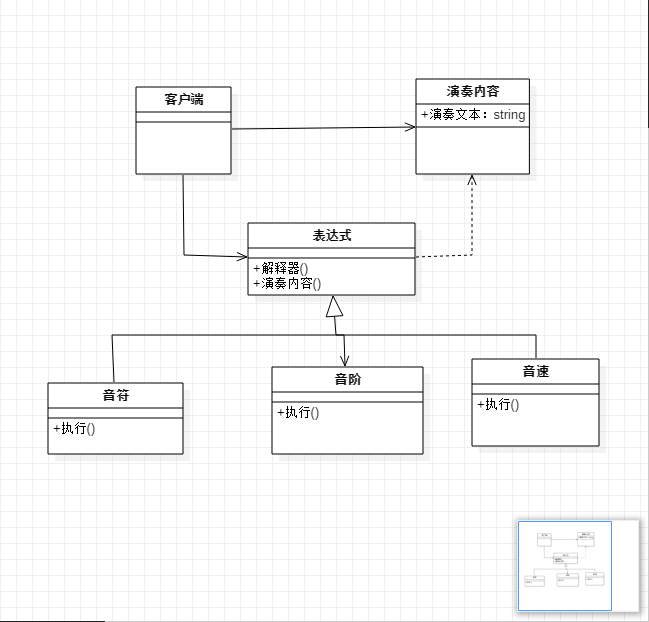 客户端
演奏内容
+演奏文本：string
表达式
+解释器()
+演奏内容()
音符
+执行()
音阶
+执行()
音速
+执行()